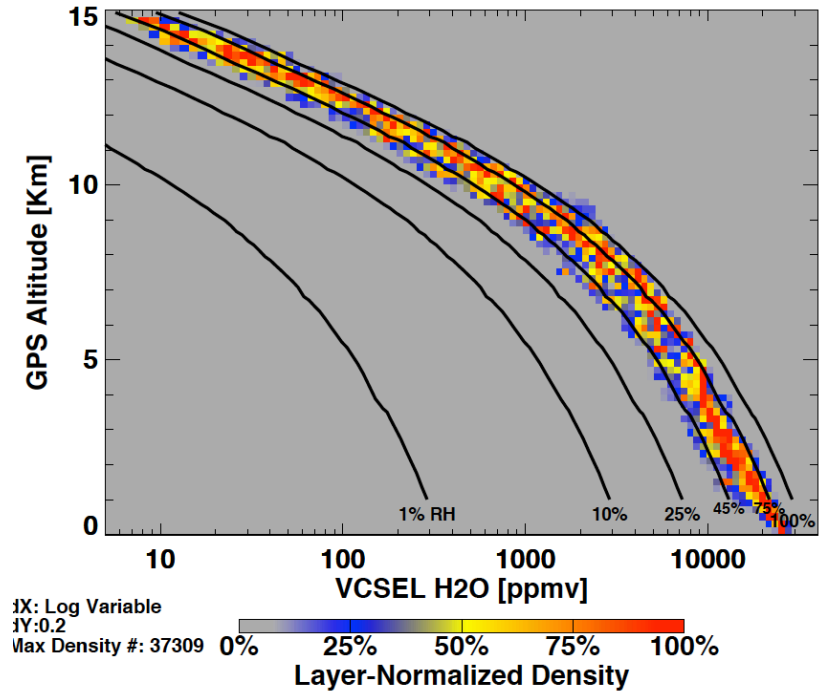 15
10
5
0
GPS Altitude [Km]
1% RH
10%
25%
45%
75%
100%
10
100
1000
10000
VCSEL H2O [ppmv]
dX: Log Variable
dY:0.2
Max Density #: 37309
0%
25%
50%
75%
100%
Layer-Normalized Density